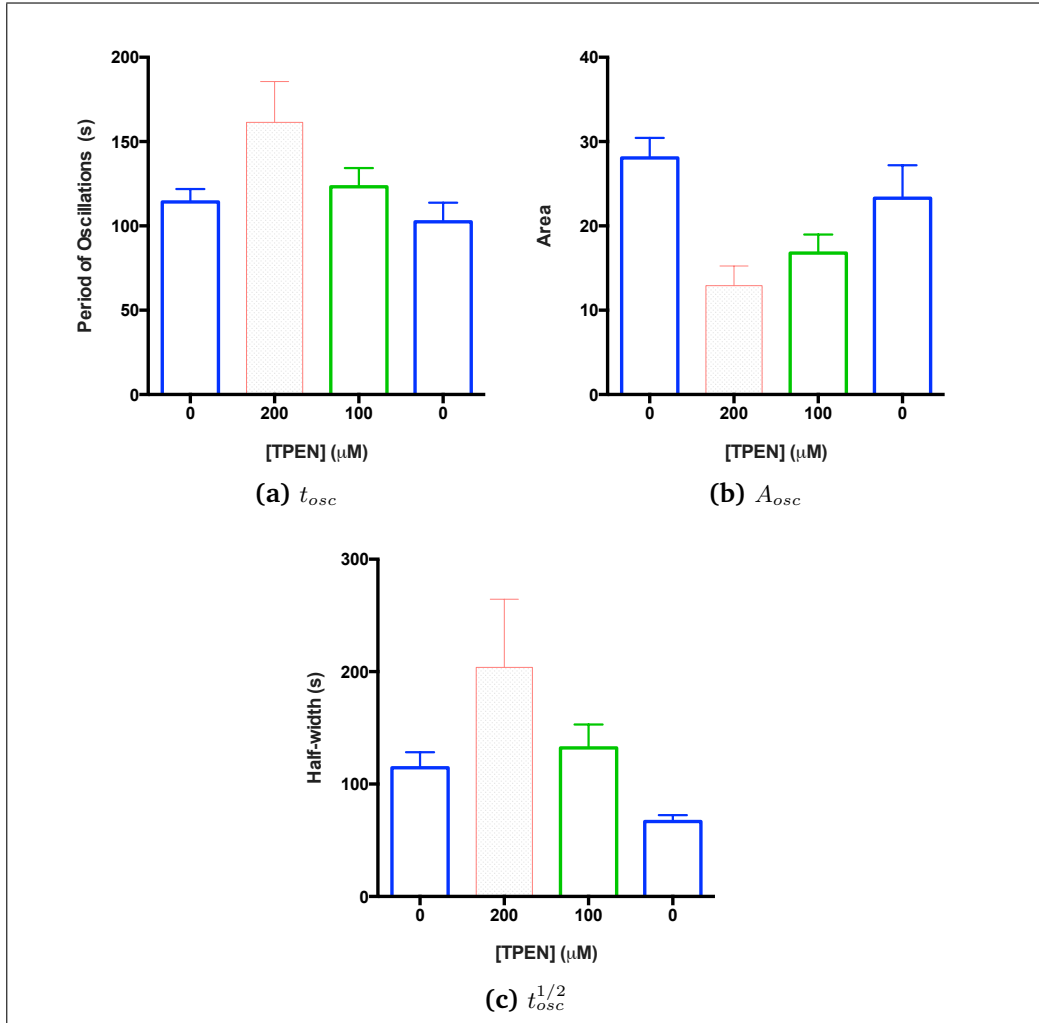 Period of Oscillations (s)
200
150
100
50
0
0 200 100 0
[TPEN] (μM)
(a) t_osc
Area
40
30
20
10
0
0 200 100 0
[TPEN] (μM)
(b) A_osc
Half-width (s)
300
200
100
0
0 200 100 0
[TPEN] (μM)
(c) t_osc^1/2